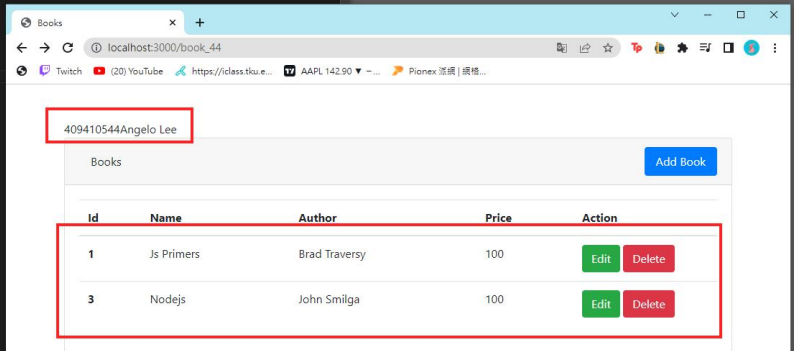 Books
localhost:3000/book_44
Twitch (20) YouTube https://iclass.tku.e... AAPL 142.90 ▼ −... Pionex 派網 | 網格...
409410544Angelo Lee
Books Add Book
Id Name Author Price Action
1 Js Primers Brad Traversy 100 Edit Delete
3 Nodejs John Smilga 100 Edit Delete